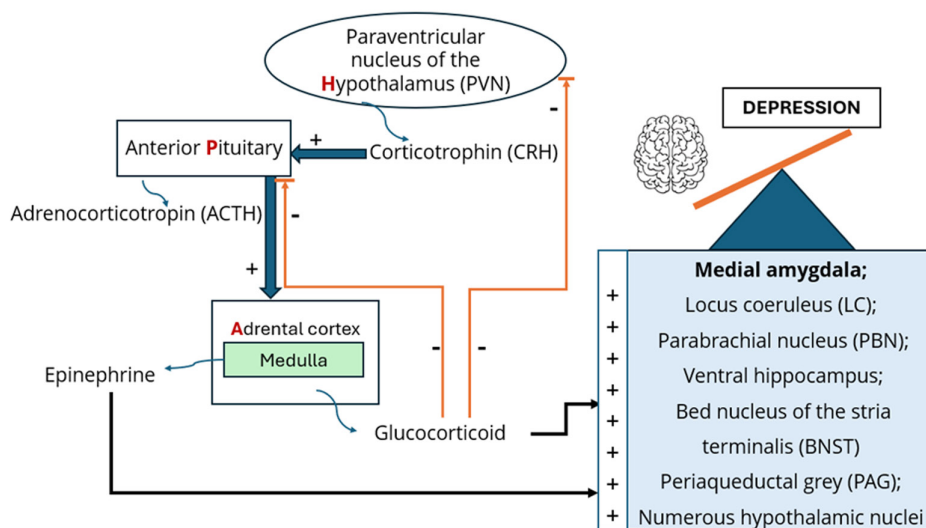 Paraventricular
nucleus of the
Hypothalamus (PVN)
-
DEPRESSION
Anterior Pituitary
+
Corticotrophin (CRH)
Adrenocorticotropin (ACTH)
-
+
Adrental cortex
Medulla
-
-
Epinephrine
Glucocorticoid
Medial amygdala;
+
Locus coeruleus (LC);
+
Parabrachial nucleus (PBN);
+
Ventral hippocampus;
+
Bed nucleus of the stria
+
terminalis (BNST)
+
Periaqueductal grey (PAG);
+
Numerous hypothalamic nuclei
+